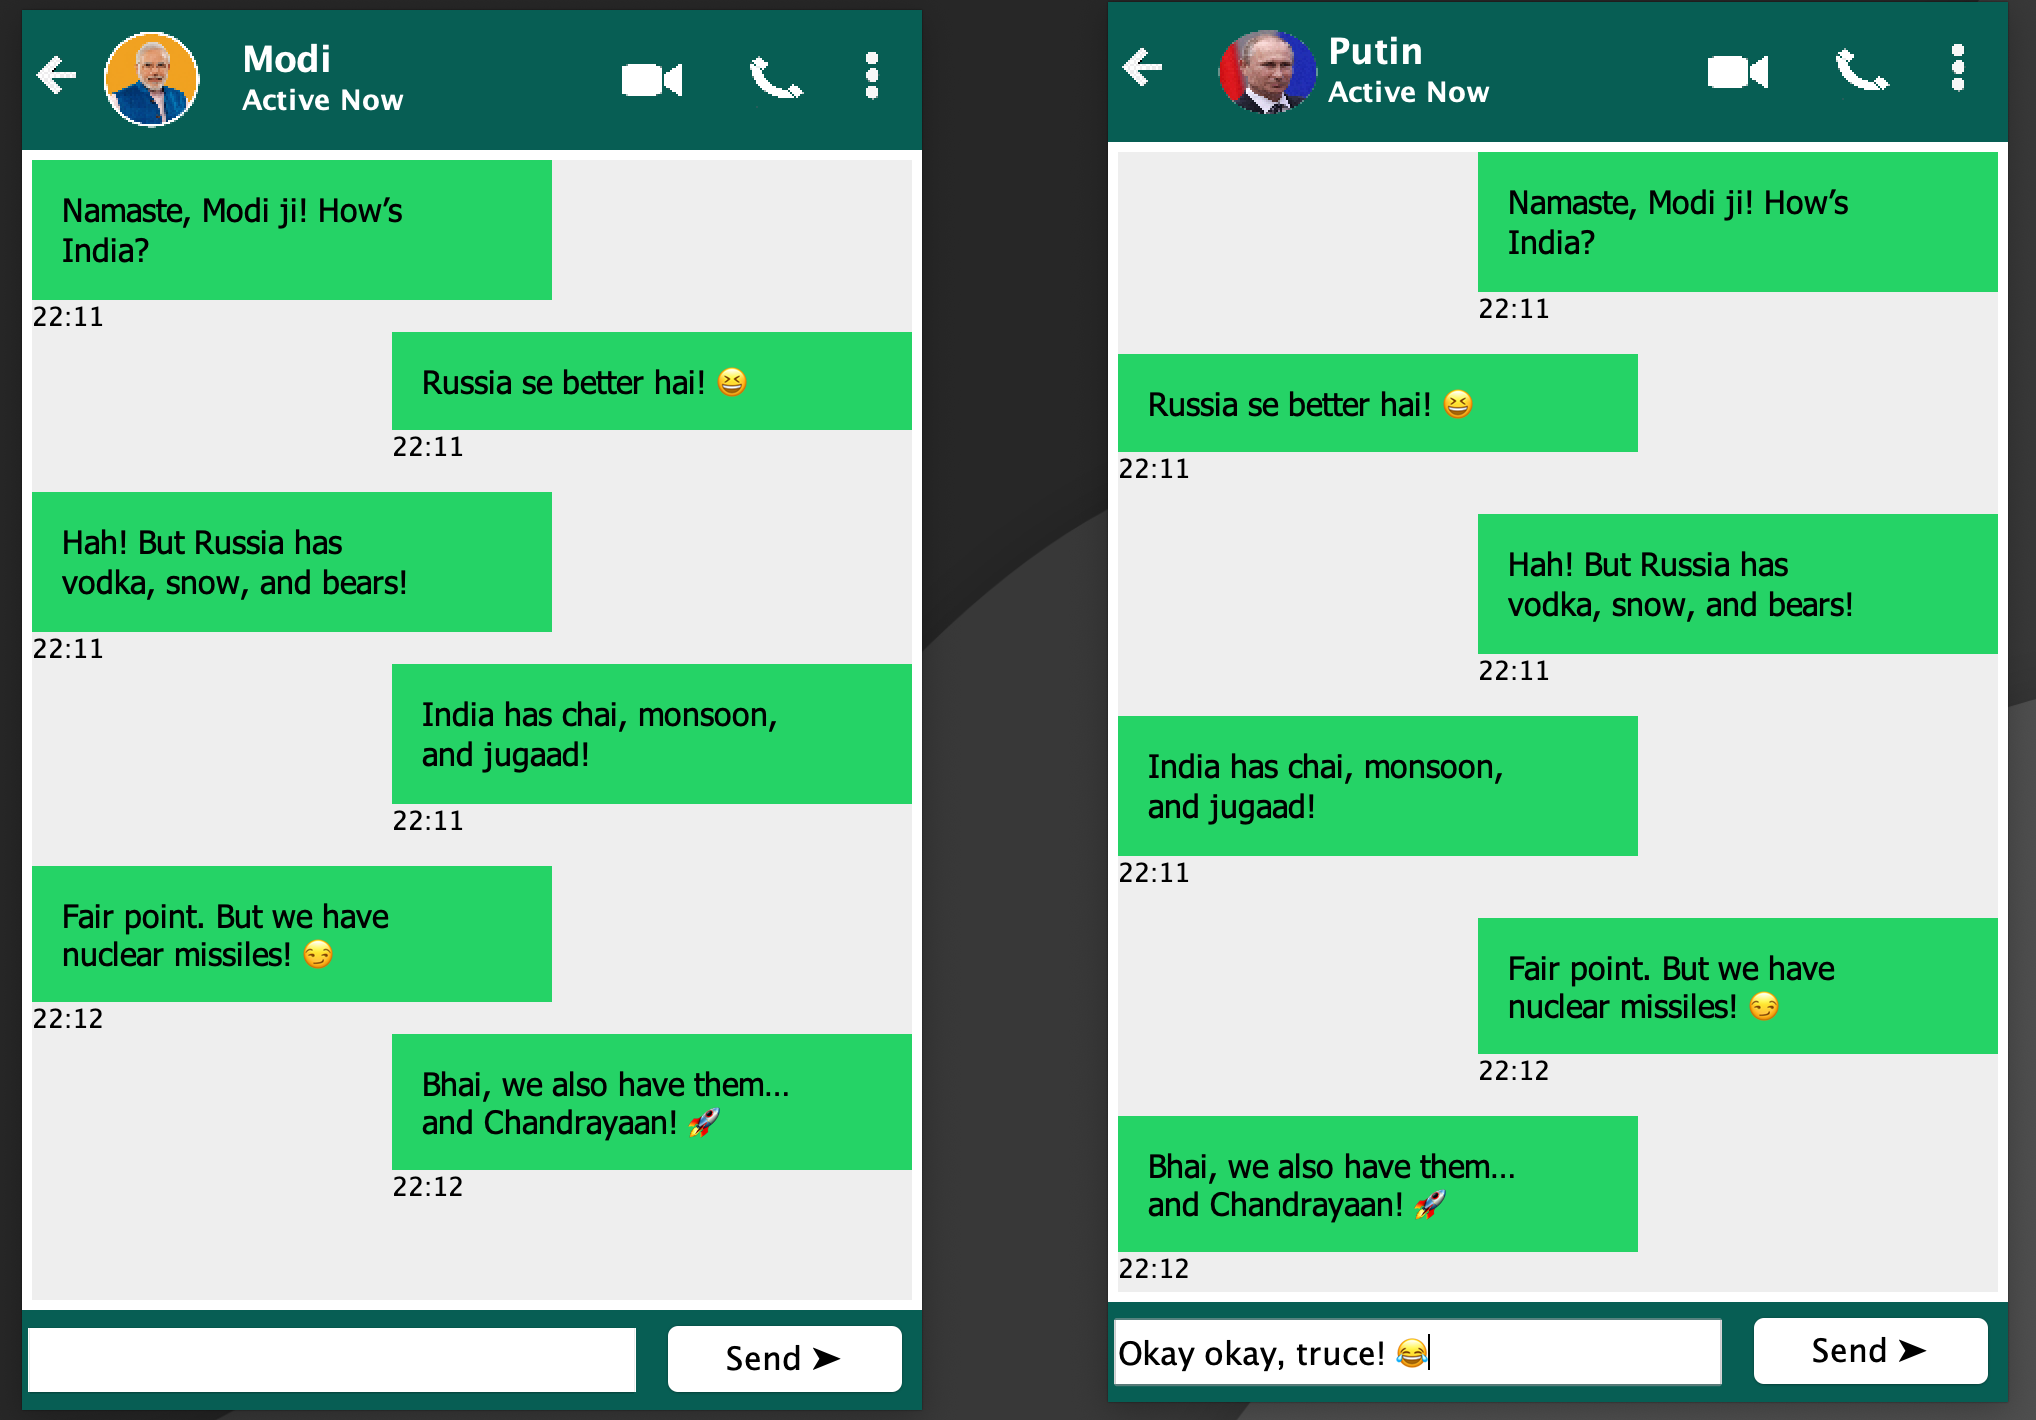 Modi
Active Now
Namaste, Modi ji! How’s
India?
22:11
Russia se better hai! 😆
22:11
Hah! But Russia has
vodka, snow, and bears!
22:11
India has chai, monsoon,
and jugaad!
22:11
Fair point. But we have
nuclear missiles! 😏
22:12
Bhai, we also have them...
and Chandrayaan! 🚀
22:12
Send ➤
Putin
Active Now
Namaste, Modi ji! How’s
India?
22:11
Russia se better hai! 😆
22:11
Hah! But Russia has
vodka, snow, and bears!
22:11
India has chai, monsoon,
and jugaad!
22:11
Fair point. But we have
nuclear missiles! 😏
22:12
Bhai, we also have them...
and Chandrayaan! 🚀
22:12
Okay okay, truce! 😂
Send ➤